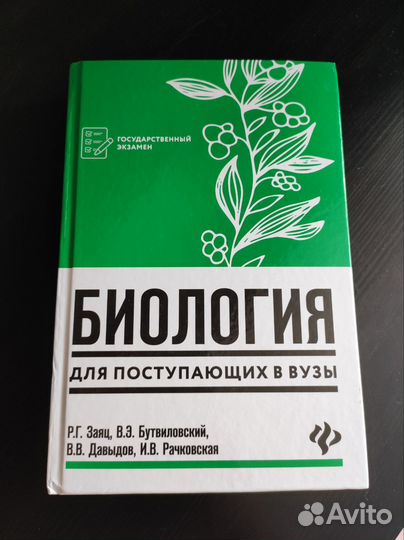 ГОСУДАРСТВЕННЫЙ
ЭКЗАМЕН
БИОЛОГИЯ
ДЛЯ ПОСТУПАЮЩИХ В ВУЗЫ
Р.Г. Заяц, В.Э. Бутвиловский,
В.В. Давыдов, И.В. Рачковская
Avito